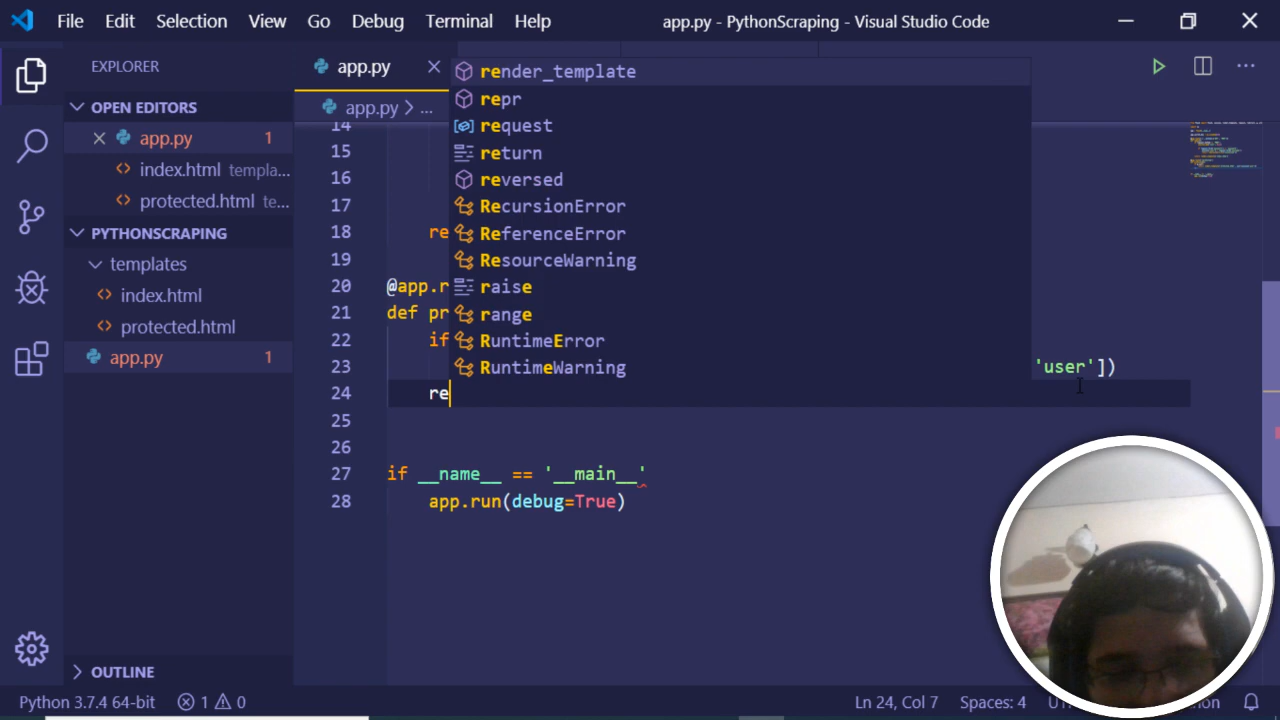 File Edit Selection View Go Debug Terminal Help app.py - PythonScraping - Visual Studio Code
EXPLORER
OPEN EDITORS
app.py 1
index.html templa...
protected.html te...
PYTHONSCRAPING
templates
index.html
protected.html
app.py 1
OUTLINE
app.py
app.py > ...
render_template
repr
request
return
reversed
RecursionError
ReferenceError
ResourceWarning
raise
range
RuntimeError
RuntimeWarning
14
15
16
17
18 re
19
20 @app.r
21 def pr
22 if
23 'user'])
24 re
25
26
27 if __name__ == '__main__'
28 app.run(debug=True)
Python 3.7.4 64-bit 1 0 Ln 24, Col 7 Spaces: 4